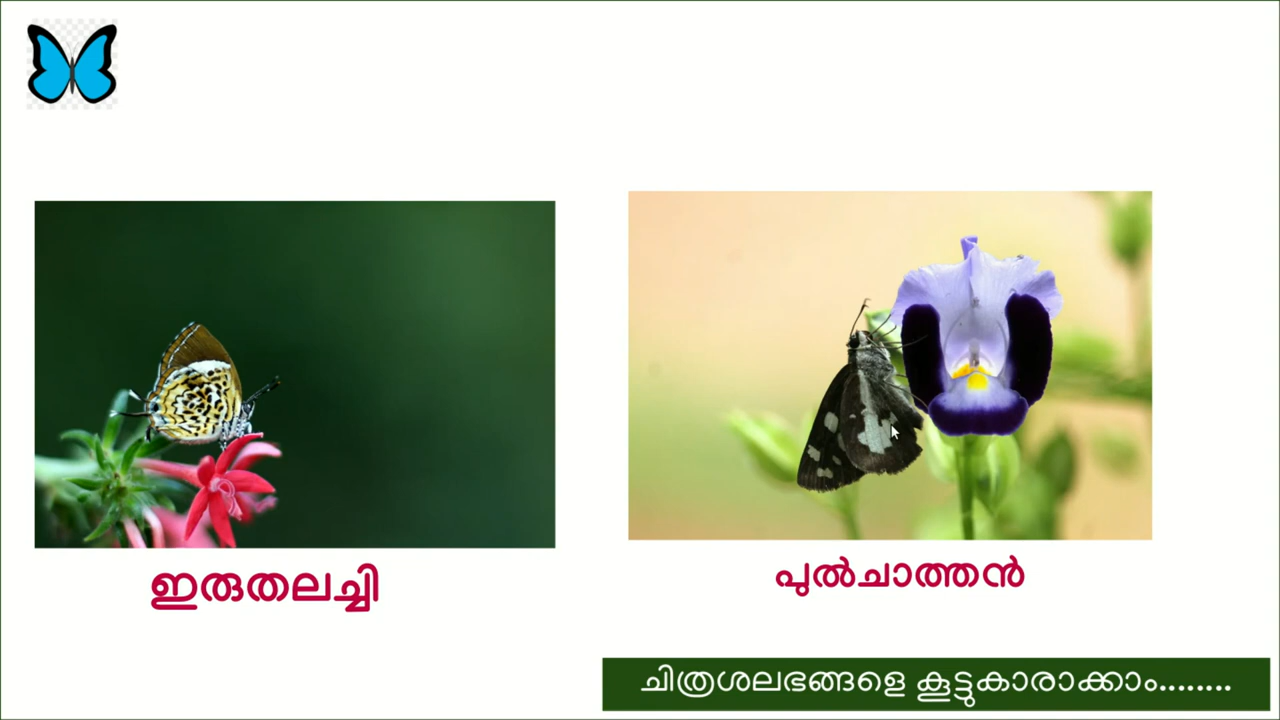 ഇരുതലച്ചി
പുൽചാത്തൻ
ചിത്രശലഭങ്ങളെ കൂട്ടുകാരാക്കാം........